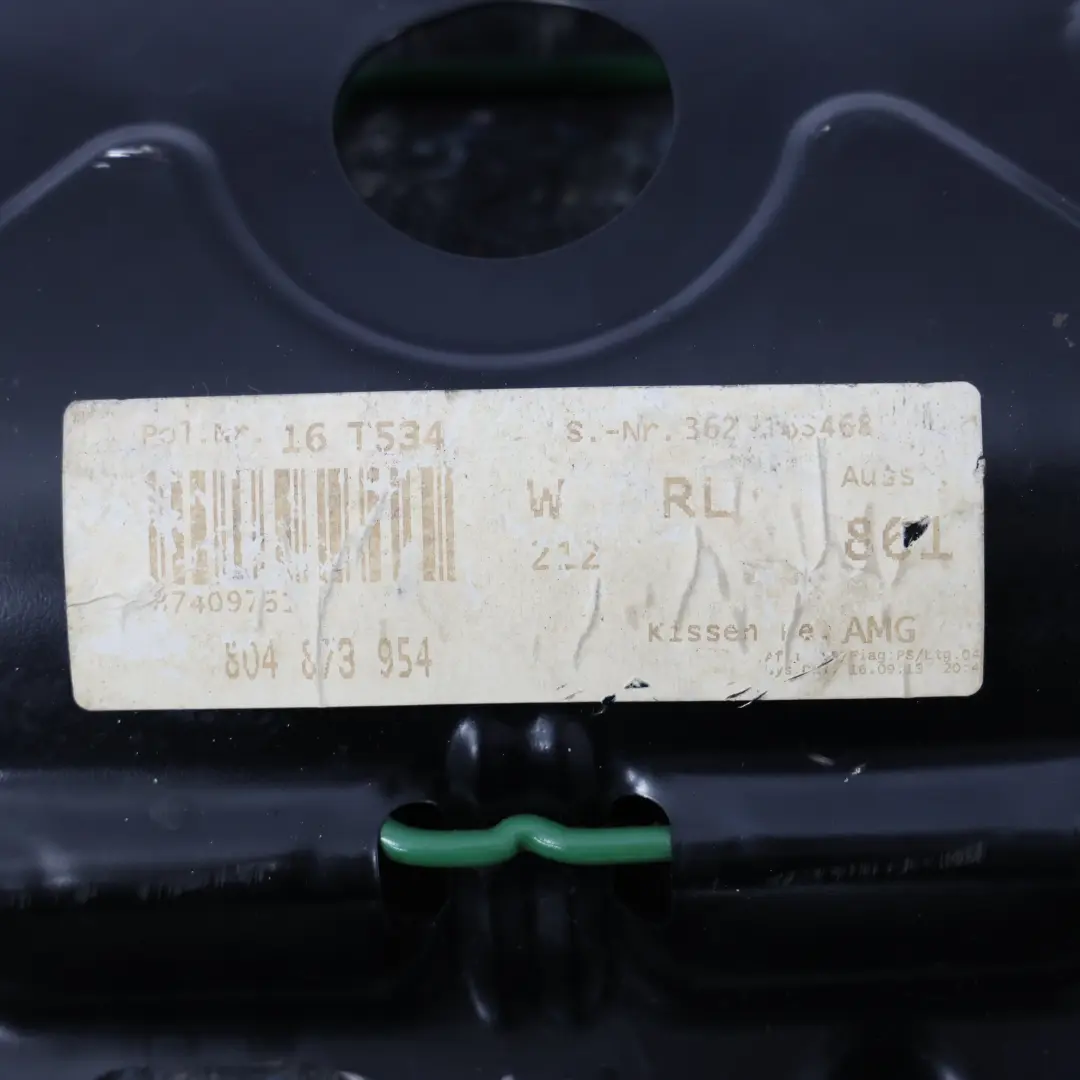 Pol.Nr. 16 T534
S.-Nr. 362
W RL Auss.
212 861
804 873 954
Kissen AMG
16.09.13